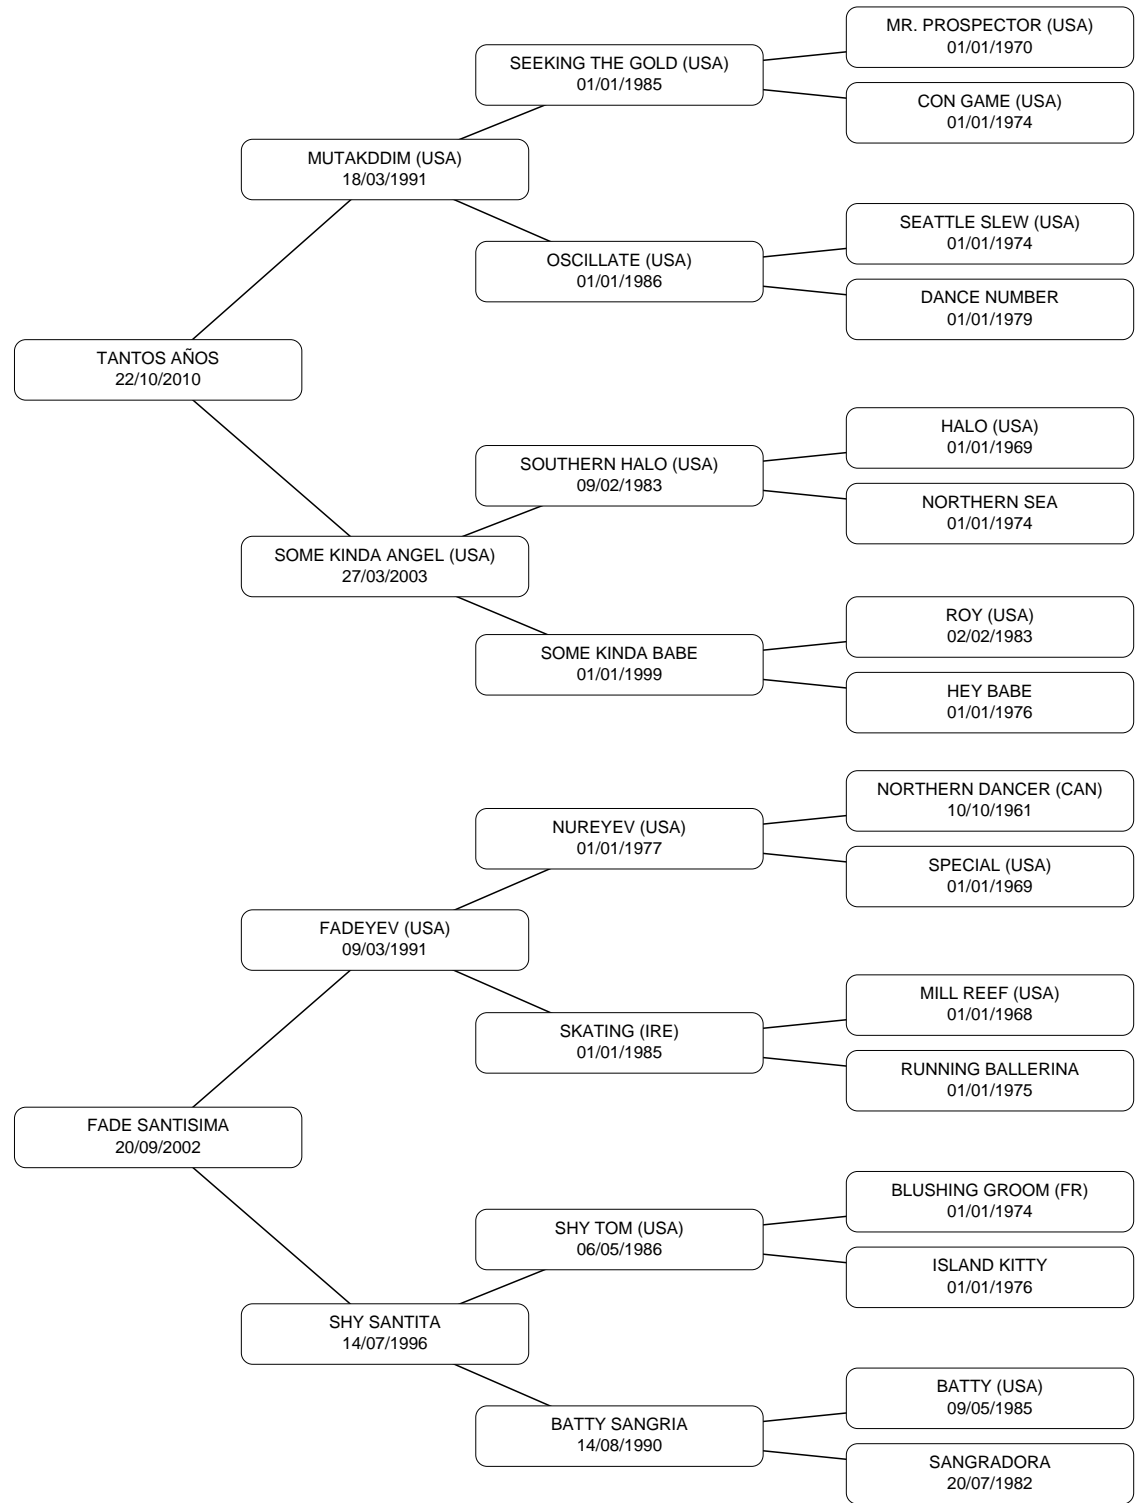 MR. PROSPECTOR (USA)
01/01/1970
SEEKING THE GOLD (USA)
01/01/1985
CON GAME (USA)
01/01/1974
MUTAKDDIM (USA)
18/03/1991
SEATTLE SLEW (USA)
01/01/1974
OSCILLATE (USA)
01/01/1986
DANCE NUMBER
01/01/1979
TANTOS AÑOS
22/10/2010
HALO (USA)
01/01/1969
SOUTHERN HALO (USA)
09/02/1983
NORTHERN SEA
01/01/1974
SOME KINDA ANGEL (USA)
27/03/2003
ROY (USA)
02/02/1983
SOME KINDA BABE
01/01/1999
HEY BABE
01/01/1976
NORTHERN DANCER (CAN)
10/10/1961
NUREYEV (USA)
01/01/1977
SPECIAL (USA)
01/01/1969
FADEYEV (USA)
09/03/1991
MILL REEF (USA)
01/01/1968
SKATING (IRE)
01/01/1985
RUNNING BALLERINA
01/01/1975
FADE SANTISIMA
20/09/2002
BLUSHING GROOM (FR)
01/01/1974
SHY TOM (USA)
06/05/1986
ISLAND KITTY
01/01/1976
SHY SANTITA
14/07/1996
BATTY (USA)
09/05/1985
BATTY SANGRIA
14/08/1990
SANGRADORA
20/07/1982